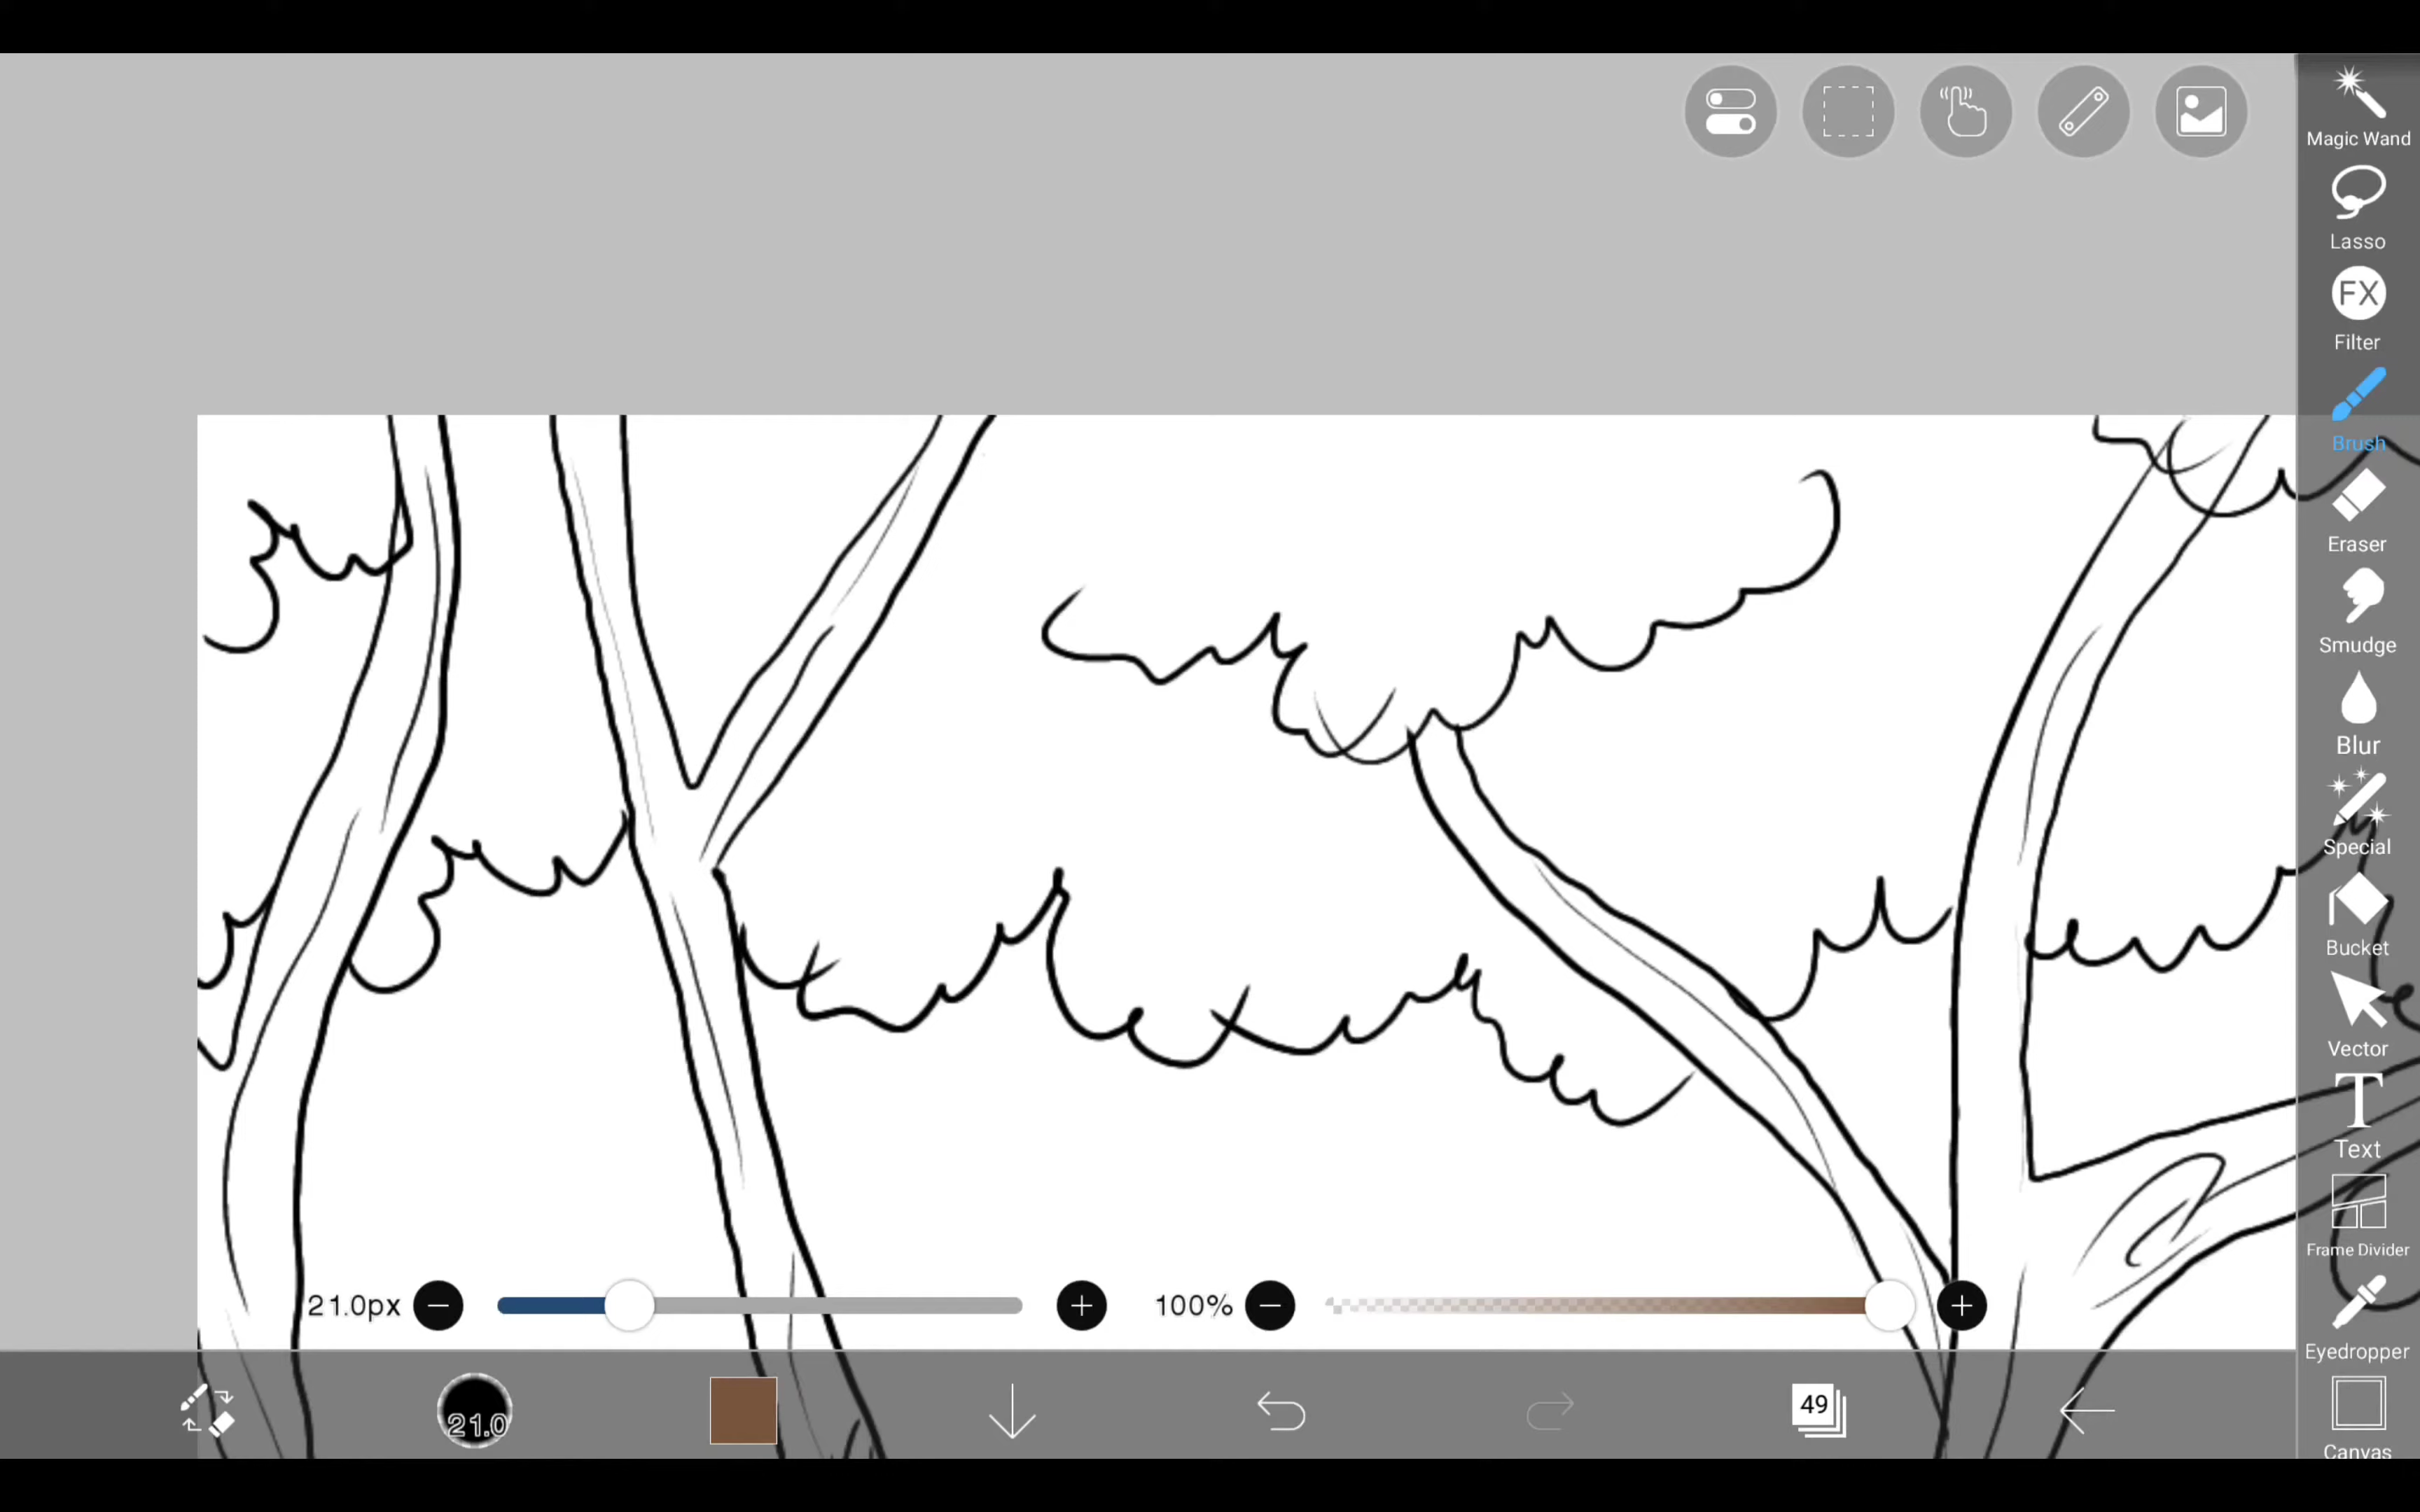 Magic Wand
Lasso
FX
Filter
Brush
Eraser
Smudge
Blur
Special
Bucket
Vector
T
Text
Frame Divider
Eyedropper
Canvas
21.0px
100%
21.0
49